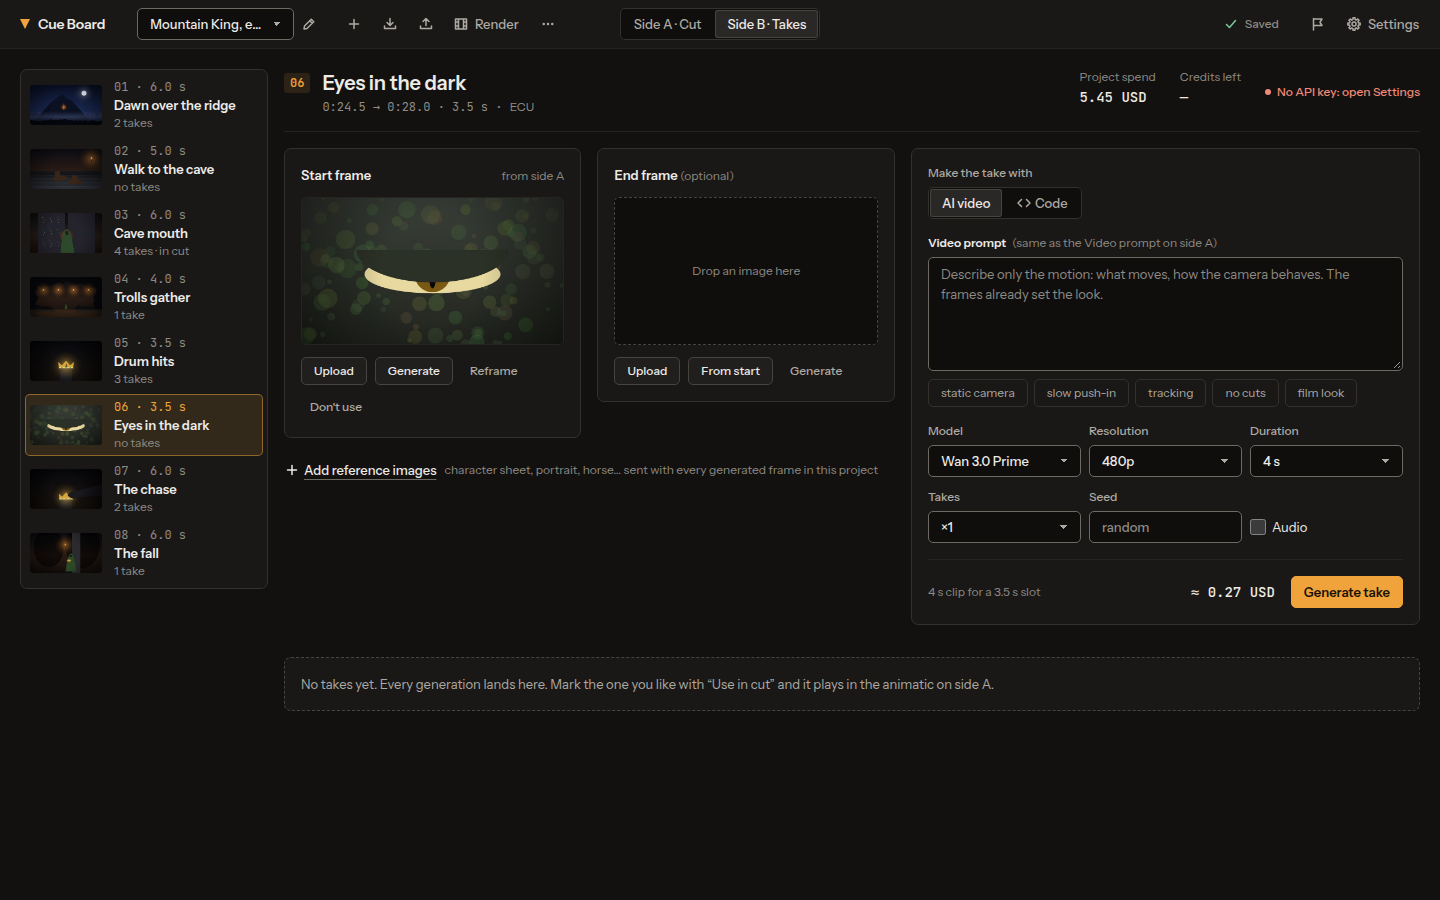 Cue Board
Mountain King, e...
Render
Side A · Cut
Side B · Takes
Saved
Settings
01 · 6.0 s
Dawn over the ridge
2 takes
02 · 5.0 s
Walk to the cave
no takes
03 · 6.0 s
Cave mouth
4 takes · in cut
04 · 4.0 s
Trolls gather
1 take
05 · 3.5 s
Drum hits
3 takes
06 · 3.5 s
Eyes in the dark
no takes
07 · 6.0 s
The chase
2 takes
08 · 6.0 s
The fall
1 take
06
Eyes in the dark
0:24.5 → 0:28.0 · 3.5 s · ECU
Project spend
5.45 USD
Credits left
—
No API key: open Settings
Start frame
from side A
Upload
Generate
Reframe
Don't use
End frame (optional)
Drop an image here
Upload
From start
Generate
Add reference images character sheet, portrait, horse... sent with every generated frame in this project
Make the take with
AI video
Code
Video prompt (same as the Video prompt on side A)
Describe only the motion: what moves, how the camera behaves. The
frames already set the look.
static camera
slow push-in
tracking
no cuts
film look
Model
Resolution
Duration
Wan 3.0 Prime
480p
4 s
Takes
Seed
×1
random
Audio
4 s clip for a 3.5 s slot
≈ 0.27 USD
Generate take
No takes yet. Every generation lands here. Mark the one you like with “Use in cut” and it plays in the animatic on side A.